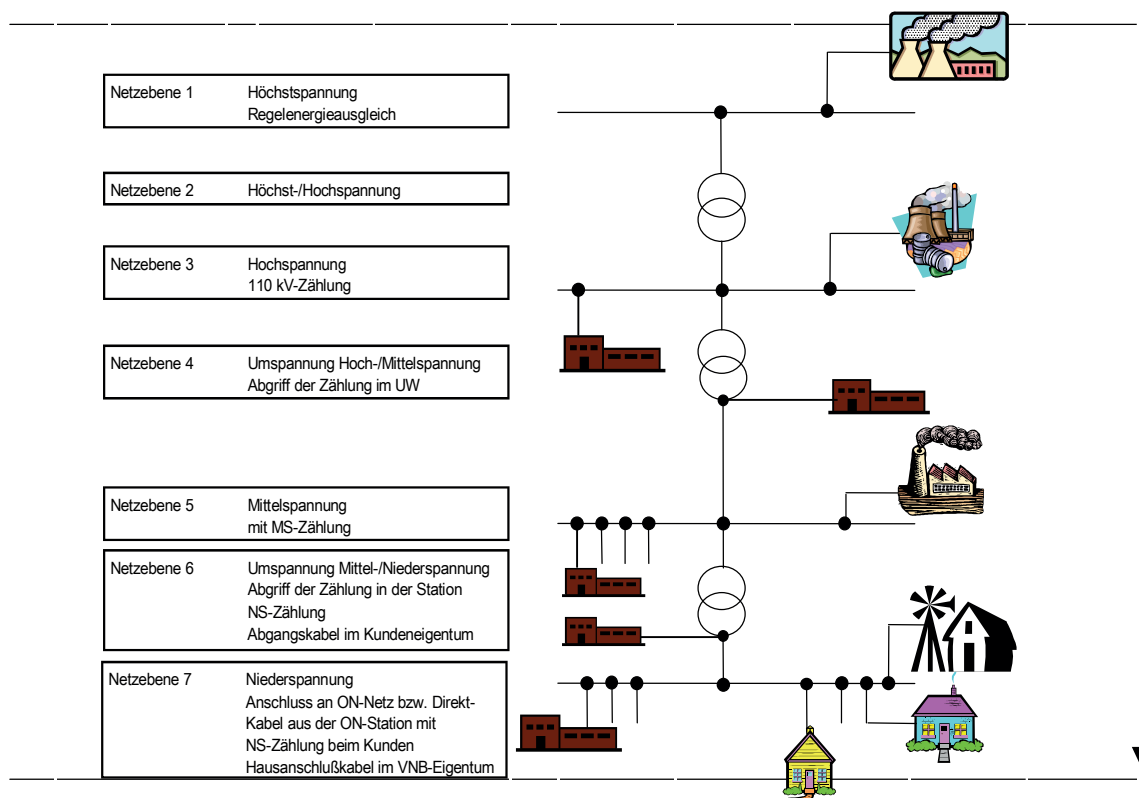 Netzebene 1 Höchstspannung
Regelenergieausgleich
Netzebene 2 Höchst-/Hochspannung
Netzebene 3 Hochspannung
110 kV-Zählung
Netzebene 4 Umspannung Hoch-/Mittelspannung
Abgriff der Zählung im UW
Netzebene 5 Mittelspannung
mit MS-Zählung
Netzebene 6 Umspannung Mittel-/Niederspannung
Abgriff der Zählung in der Station
NS-Zählung
Abgangskabel im Kundeneigentum
Netzebene 7 Niederspannung
Anschluss an ON-Netz bzw. Direkt-
Kabel aus der ON-Station mit
NS-Zählung beim Kunden
Hausanschlußkabel im VNB-Eigentum